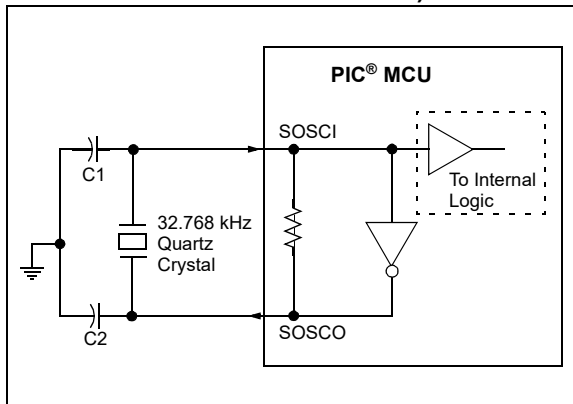 PIC® MCU
SOSCI
C1
To Internal
Logic
32.768 kHz
Quartz
Crystal
C2
SOSCO